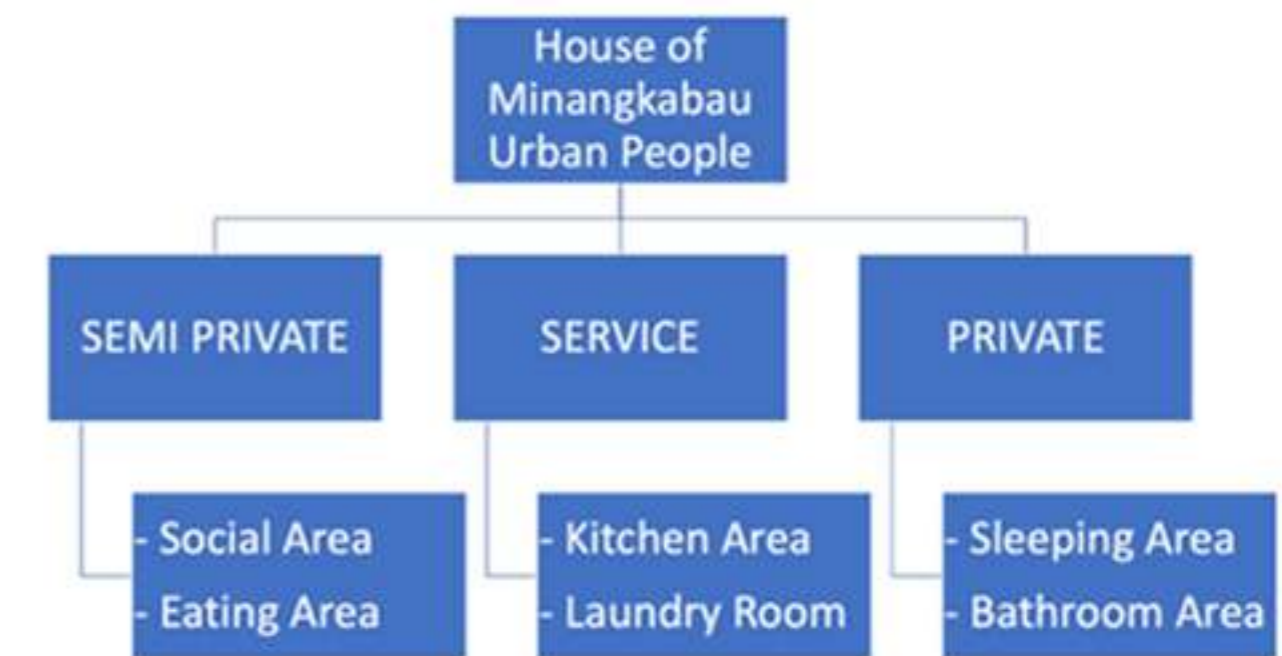 House of
Minangkabau
Urban People
SEMI PRIVATE
SERVICE
PRIVATE
- Social Area
- Eating Area
- Kitchen Area
- Laundry Room
- Sleeping Area
- Bathroom Area